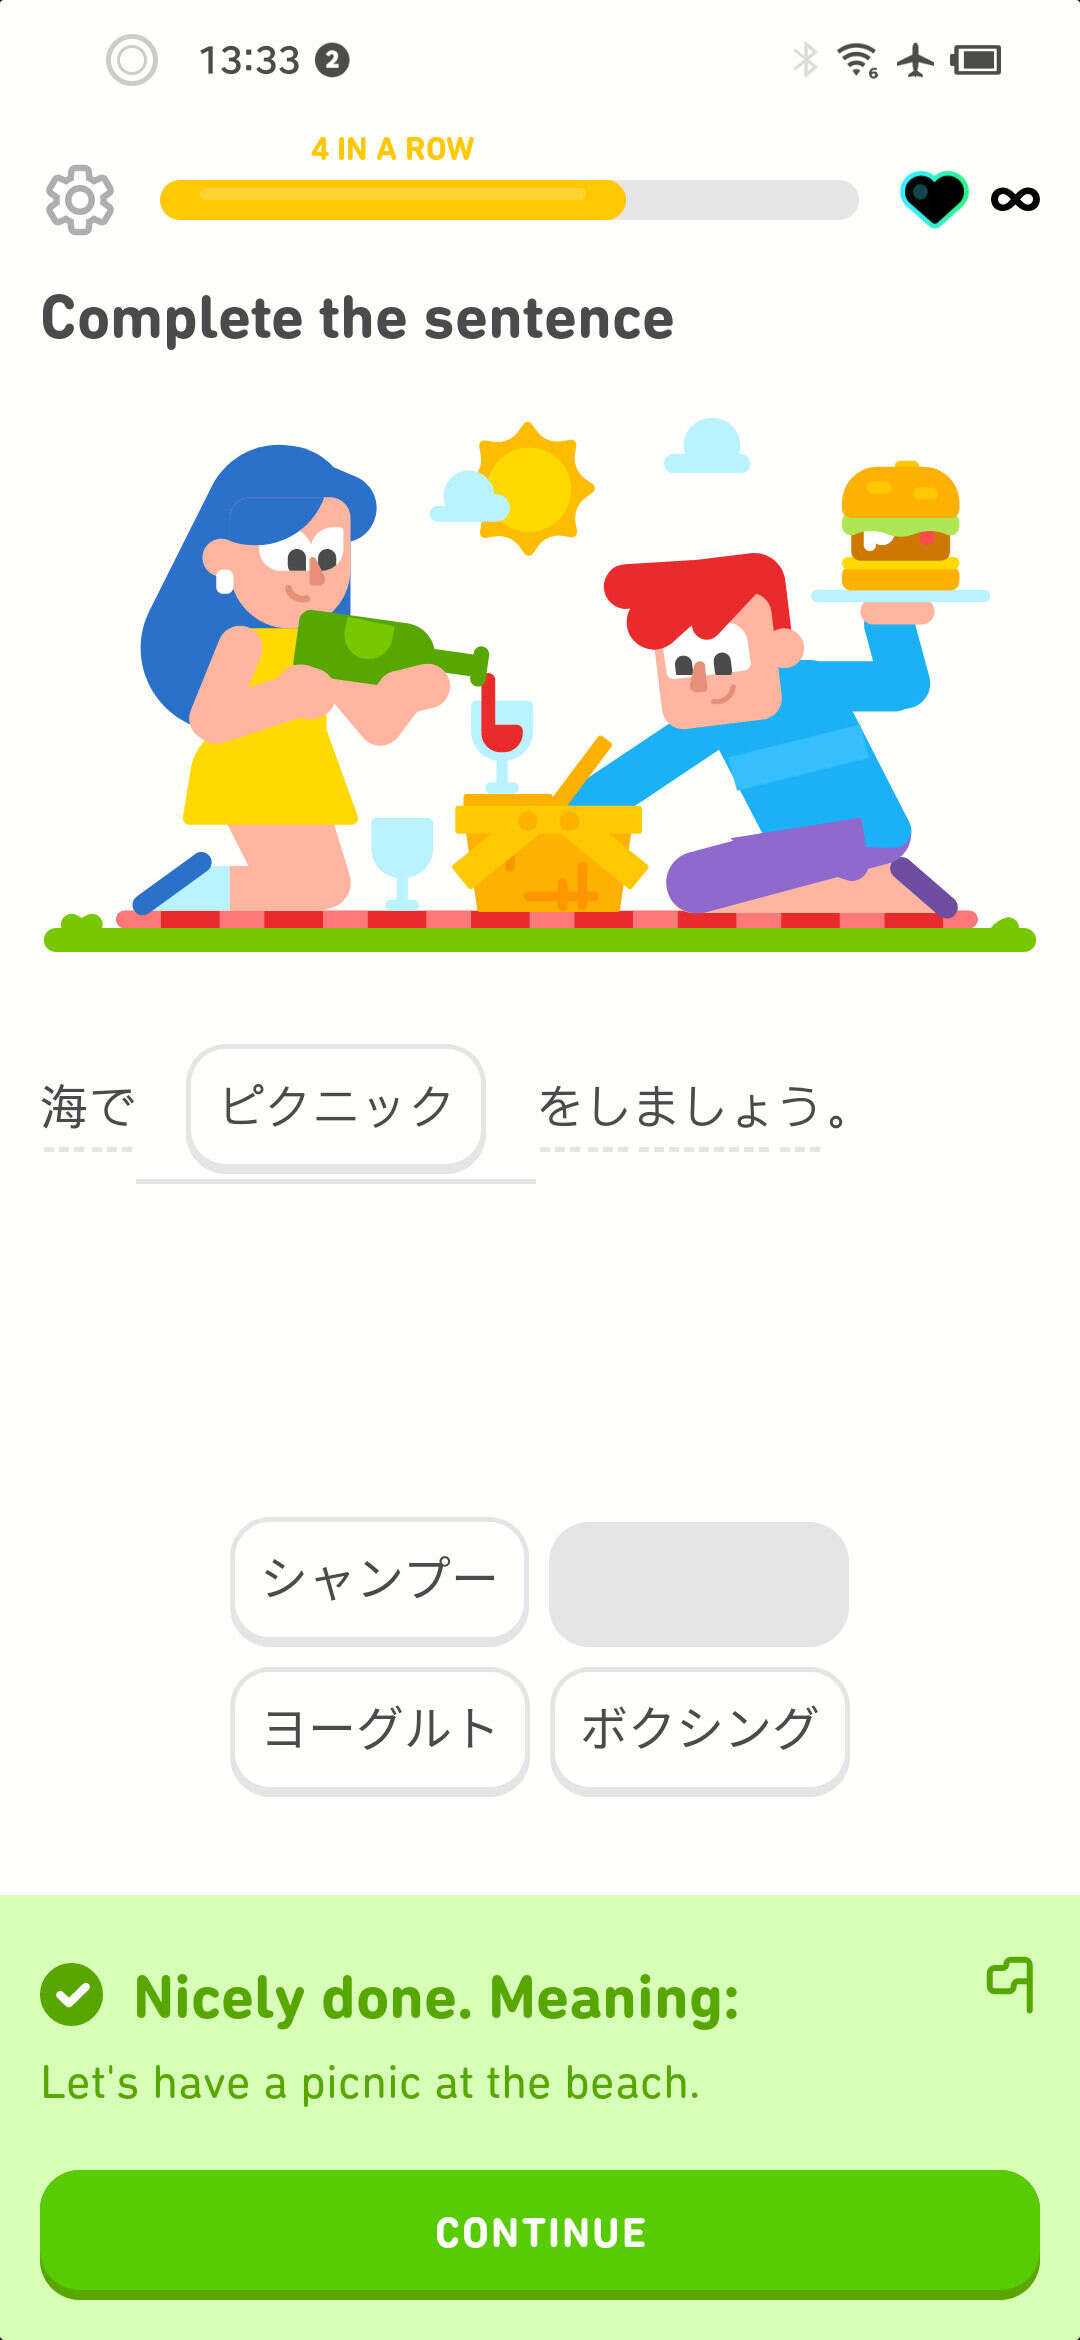 13:33 2
6
4 IN A ROW
Complete the sentence
海で ピクニック をしましょう。
シャンプー
ヨーグルト ボクシング
Nicely done. Meaning:
Let's have a picnic at the beach.
CONTINUE